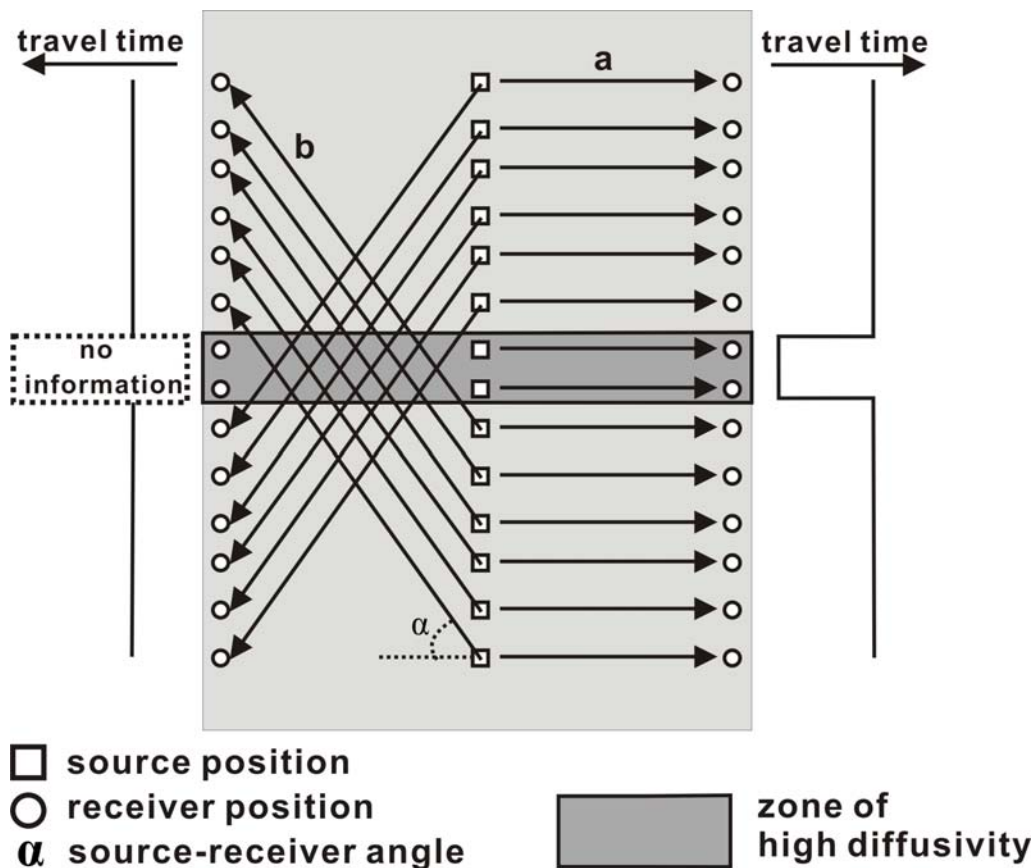 travel time
travel time
a
b
no
information
α
source position
receiver position
α source-receiver angle
zone of
high diffusivity